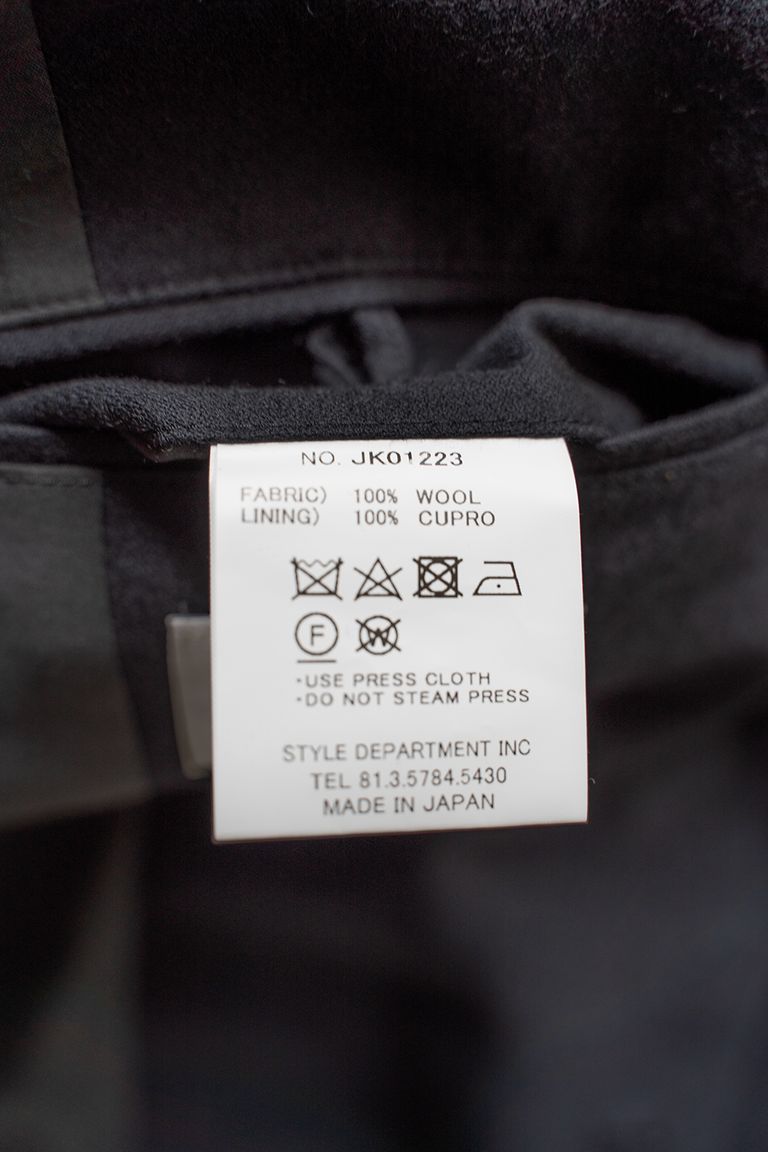 NO. JK01223
FABRIC) 100% WOOL
LINING) 100% CUPRO
F W
·USE PRESS CLOTH
·DO NOT STEAM PRESS
STYLE DEPARTMENT INC
TEL 81.3.5784.5430
MADE IN JAPAN